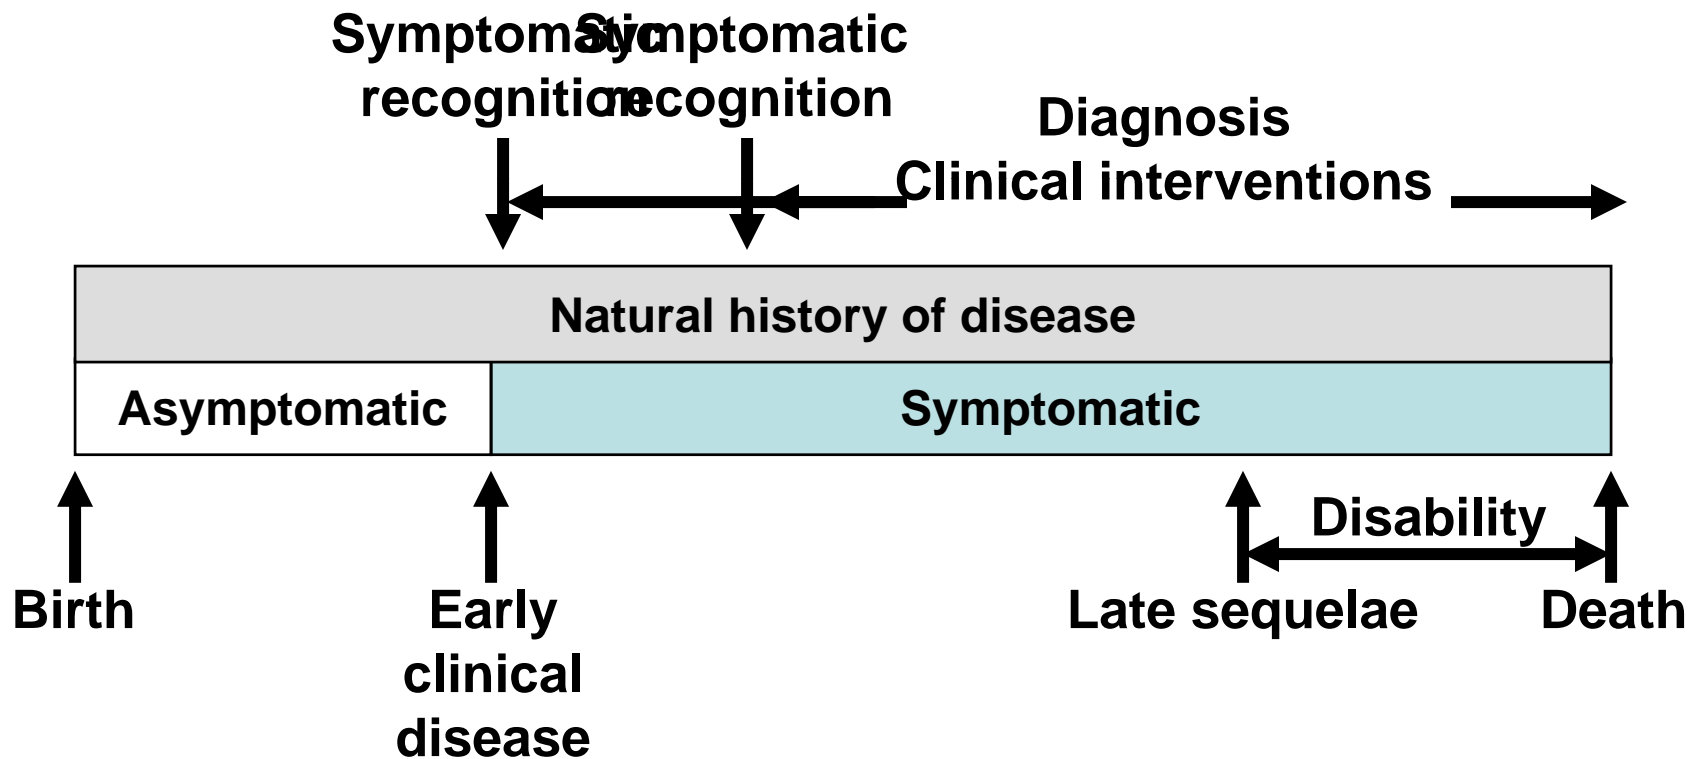 Symptomatic
recognition
Symptomatic
recognition
Diagnosis
Clinical interventions
Natural history of disease
Asymptomatic
Symptomatic
Disability
Birth
Early
clinical
disease
Late sequelae
Death